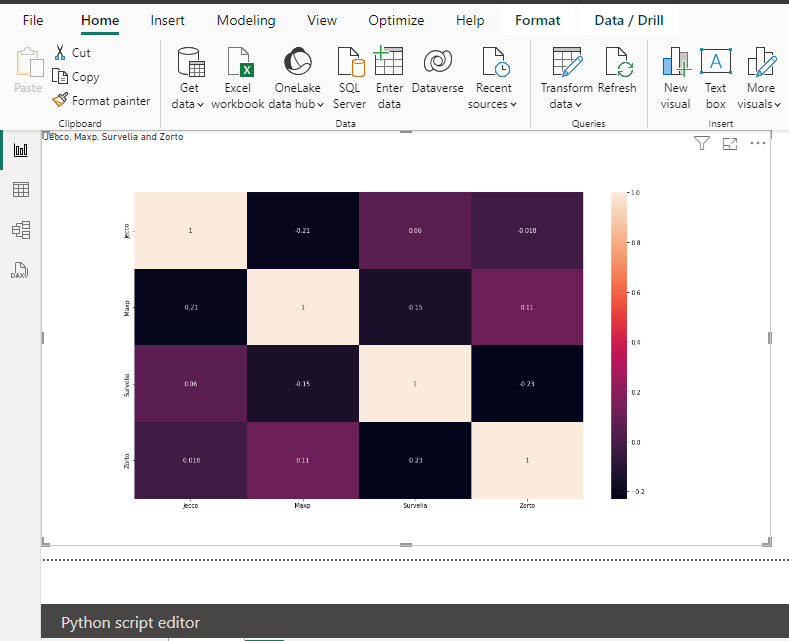 File Home Insert Modeling View Optimize Help Format Data / Drill
Paste
Cut
Copy
Format painter
Clipboard
Get data
Excel workbook
OneLake data hub
SQL Server
Enter data
Dataverse
Recent sources
Data
Transform data
Refresh
Queries
New visual
Text box
More visuals
Insert
Jecco, Maxp, Survelia and Zorto
Jecco 1 -0.21 0.06 -0.018
Maxp -0.21 1 -0.15 0.11
Survelia 0.06 -0.15 1 -0.23
Zorto -0.018 0.11 -0.23 1
Jecco Maxp Survelia Zorto
1.0
0.8
0.6
0.4
0.2
0.0
-0.2
DAX
Python script editor